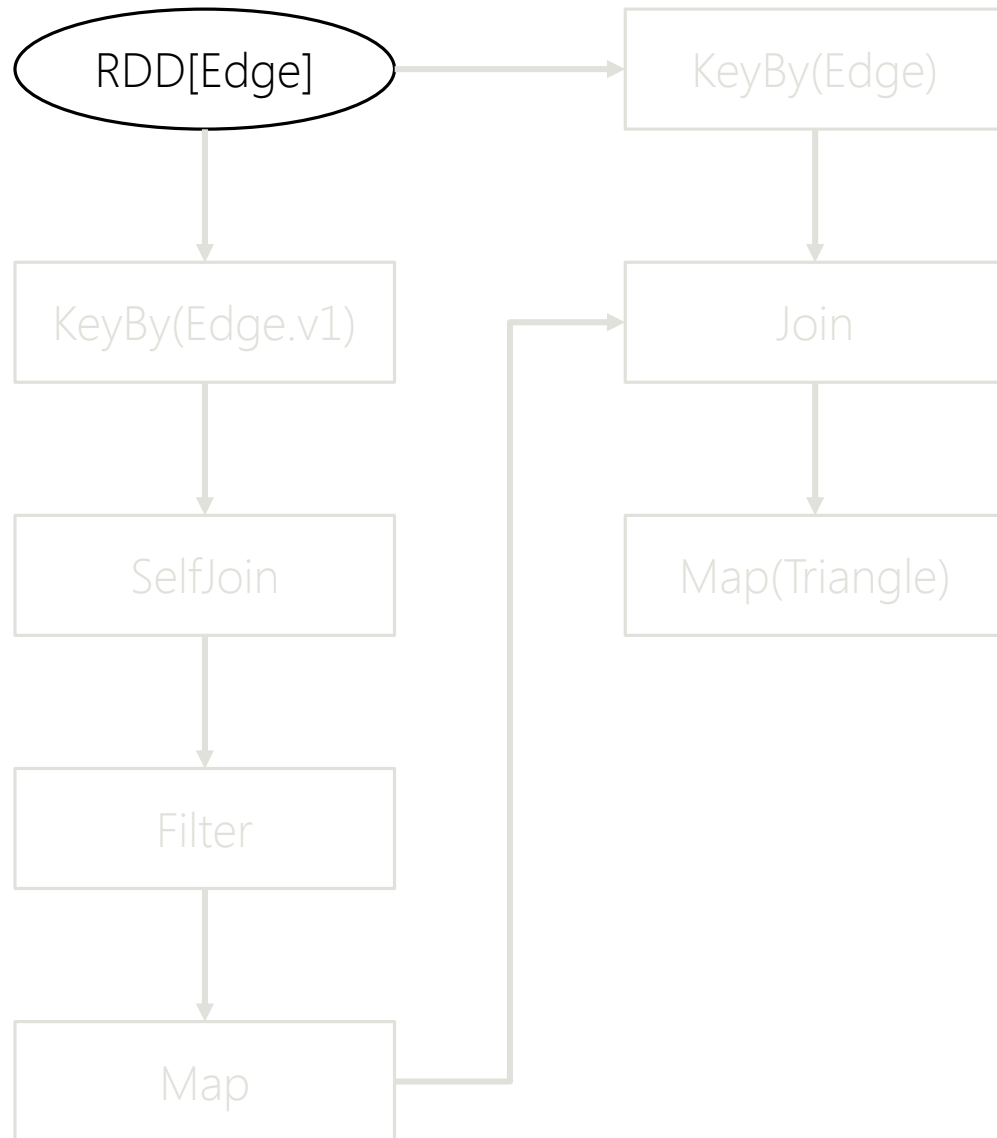 RDD[Edge]
KeyBy(Edge)
KeyBy(Edge.v1)
Join
SelfJoin
Map(Triangle)
Filter
Map